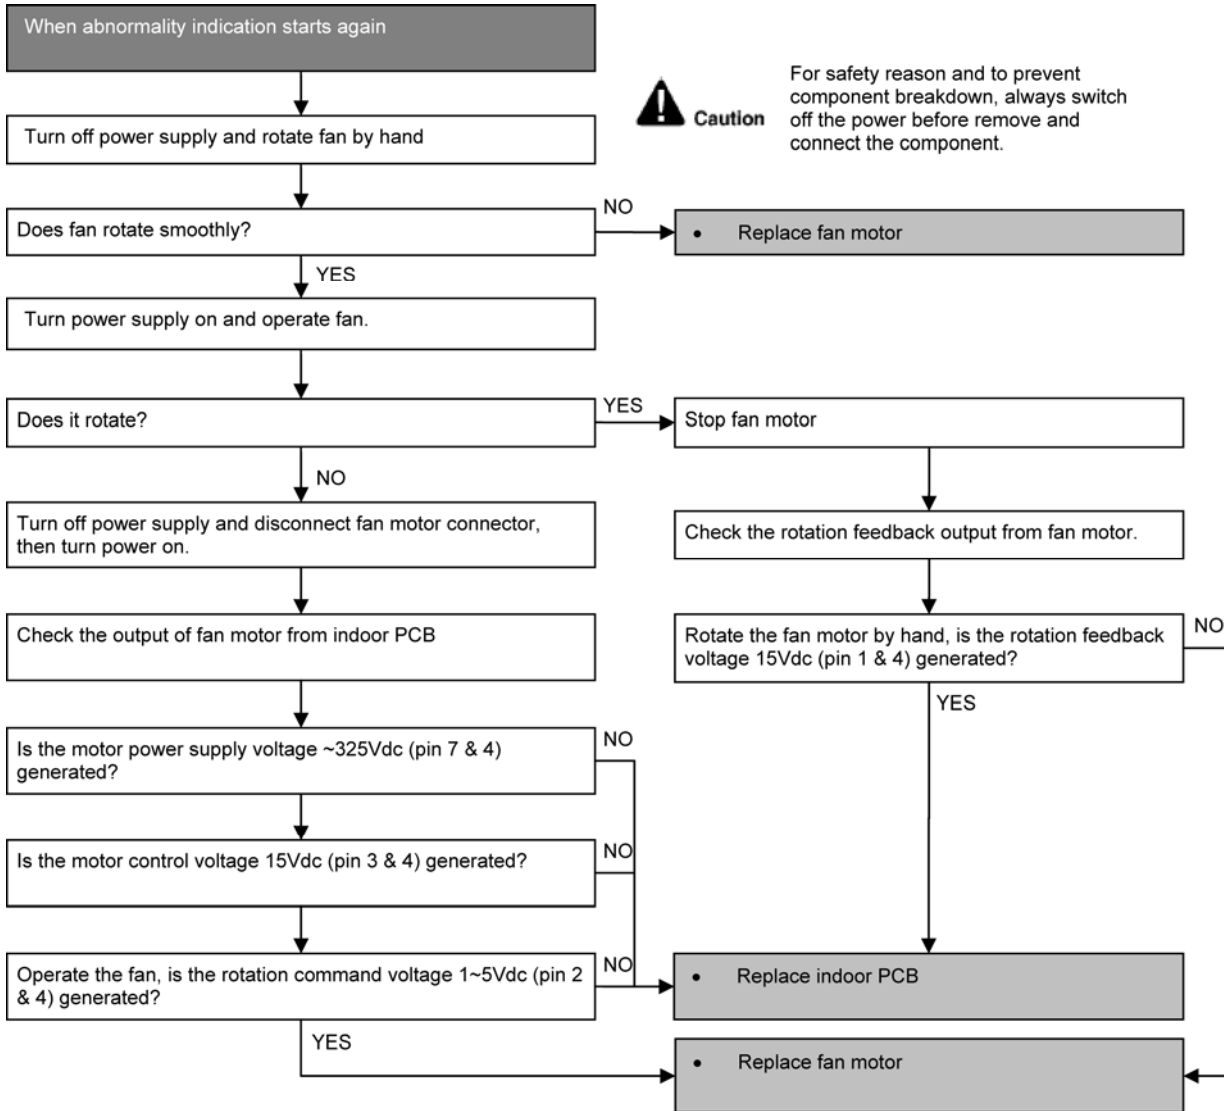 When abnormality indication starts again
Caution
For safety reason and to prevent
component breakdown, always switch
off the power before remove and
connect the component.
Turn off power supply and rotate fan by hand
Does fan rotate smoothly?
NO
• Replace fan motor
YES
Turn power supply on and operate fan.
Does it rotate?
YES
Stop fan motor
NO
Turn off power supply and disconnect fan motor connector,
then turn power on.
Check the rotation feedback output from fan motor.
Check the output of fan motor from indoor PCB
Rotate the fan motor by hand, is the rotation feedback
voltage 15Vdc (pin 1 & 4) generated?
NO
YES
Is the motor power supply voltage ~325Vdc (pin 7 & 4)
generated?
NO
Is the motor control voltage 15Vdc (pin 3 & 4) generated?
NO
Operate the fan, is the rotation command voltage 1~5Vdc (pin 2
& 4) generated?
NO
• Replace indoor PCB
YES
• Replace fan motor